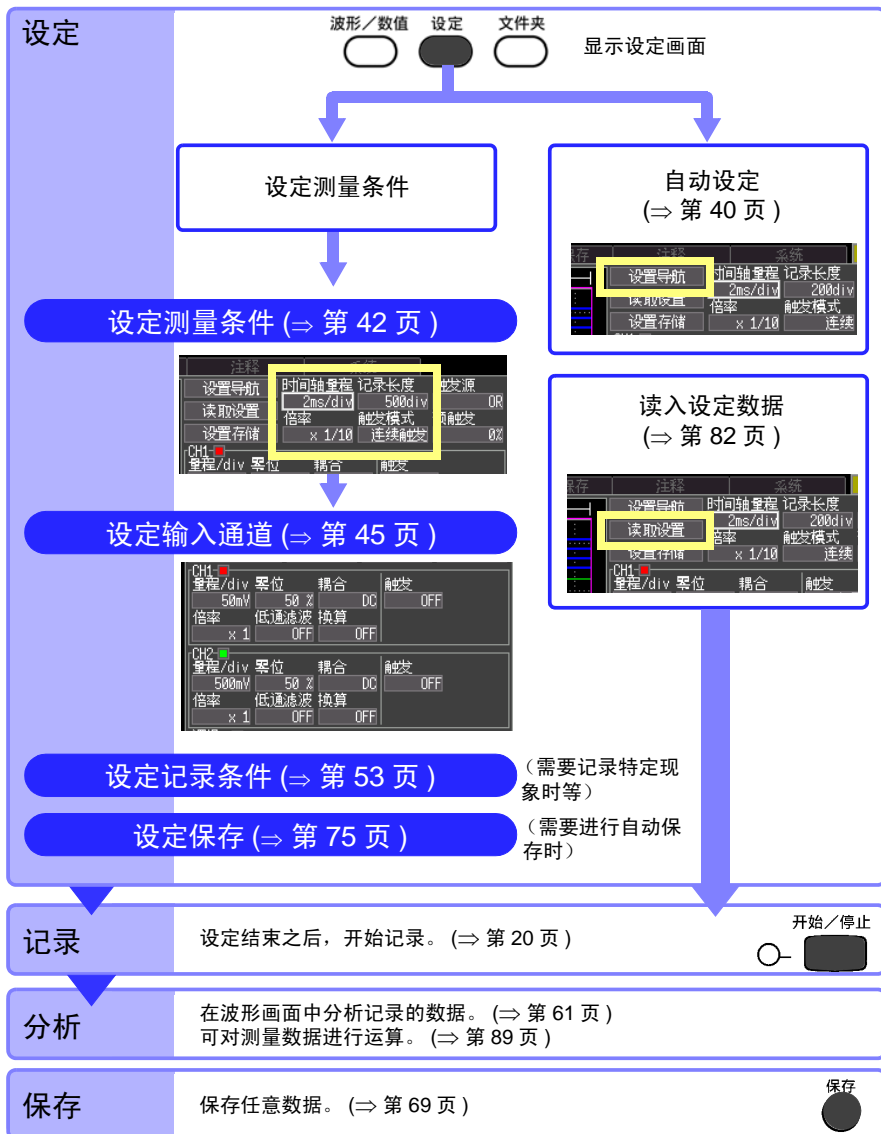 设定
波形／数值 设定 文件夹
显示设定画面
设定测量条件
自动设定
(⇒ 第 40 页 )
存 注释 系统
设置导航 时间轴量程 记录长度
2ms/div 200div
读取设置 倍率 触发模式
设置存储 × 1/10 连续
设定测量条件 (⇒ 第 42 页 )
注释 系统
设置导航 时间轴量程 记录长度 触发源
2ms/div 500div OR
读取设置 倍率 触发模式 预触发
设置存储 × 1/10 连续触发 0%
CH1
量程/div 零位 耦合 触发
读入设定数据
(⇒ 第 82 页 )
保存 注释 系统
设置导航 时间轴量程 记录长度
2ms/div 200div
读取设置 倍率 触发模式
设置存储 × 1/10 连续
CH1
量程/div 零位 耦合 触发
设定输入通道 (⇒ 第 45 页 )
CH1
量程/div 零位 耦合 触发
50mV 50 % DC OFF
倍率 低通滤波 换算
× 1 OFF OFF
CH2
量程/div 零位 耦合 触发
500mV 50 % DC OFF
倍率 低通滤波 换算
× 1 OFF OFF
设定记录条件 (⇒ 第 53 页 )
（需要记录特定现
象时等）
设定保存 (⇒ 第 75 页 )
（需要进行自动保
存时）
记录
设定结束之后，开始记录。 (⇒ 第 20 页 )
开始／停止
分析
在波形画面中分析记录的数据。 (⇒ 第 61 页 )
可对测量数据进行运算。 (⇒ 第 89 页 )
保存
保存任意数据。 (⇒ 第 69 页 )
保存